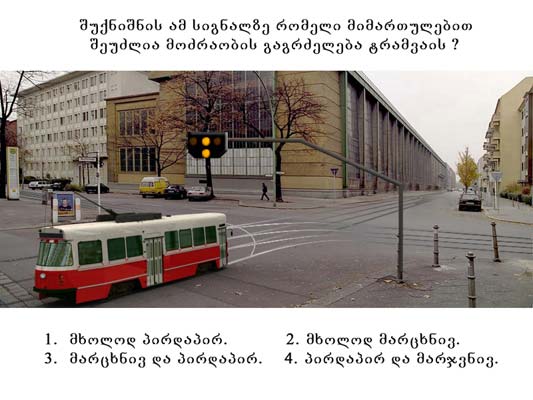 შუქნიშნის ამ სიგნალზე რომელი მიმართულებით
შეუძლია მოძრაობის გაგრძელება ტრამვაის ?
1. მხოლოდ პირდაპირ.
2. მხოლოდ მარცხნივ.
3. მარცხნივ და პირდაპირ.
4. პირდაპირ და მარჯვნივ.